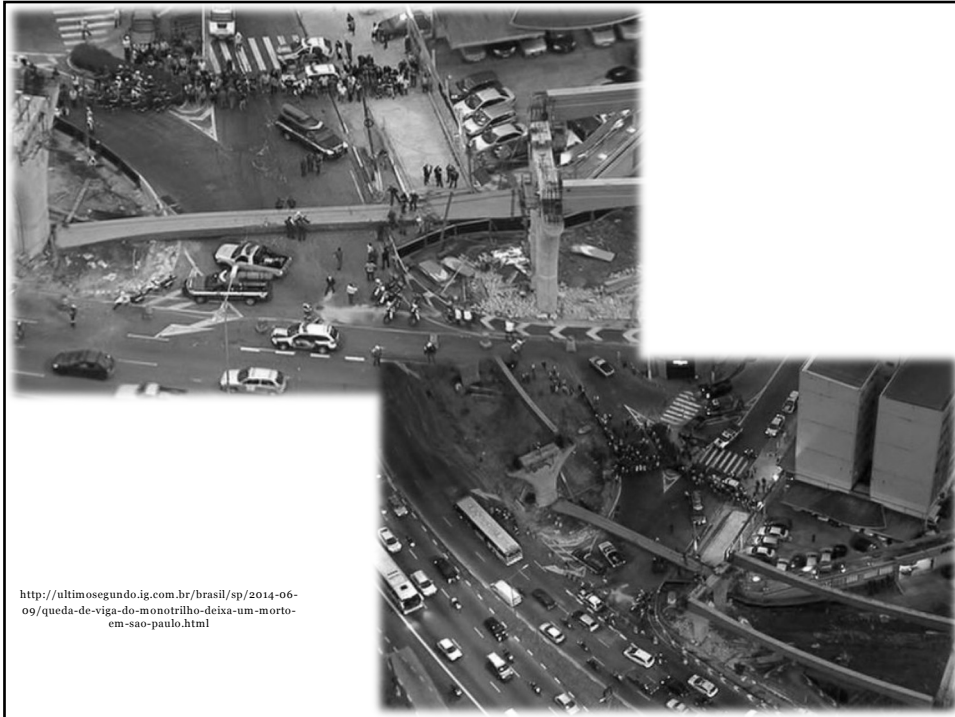 http://ultimosegundo.ig.com.br/brasil/sp/2014-06-
09/queda-de-viga-do-monotrilho-deixa-um-morto-
em-sao-paulo.html